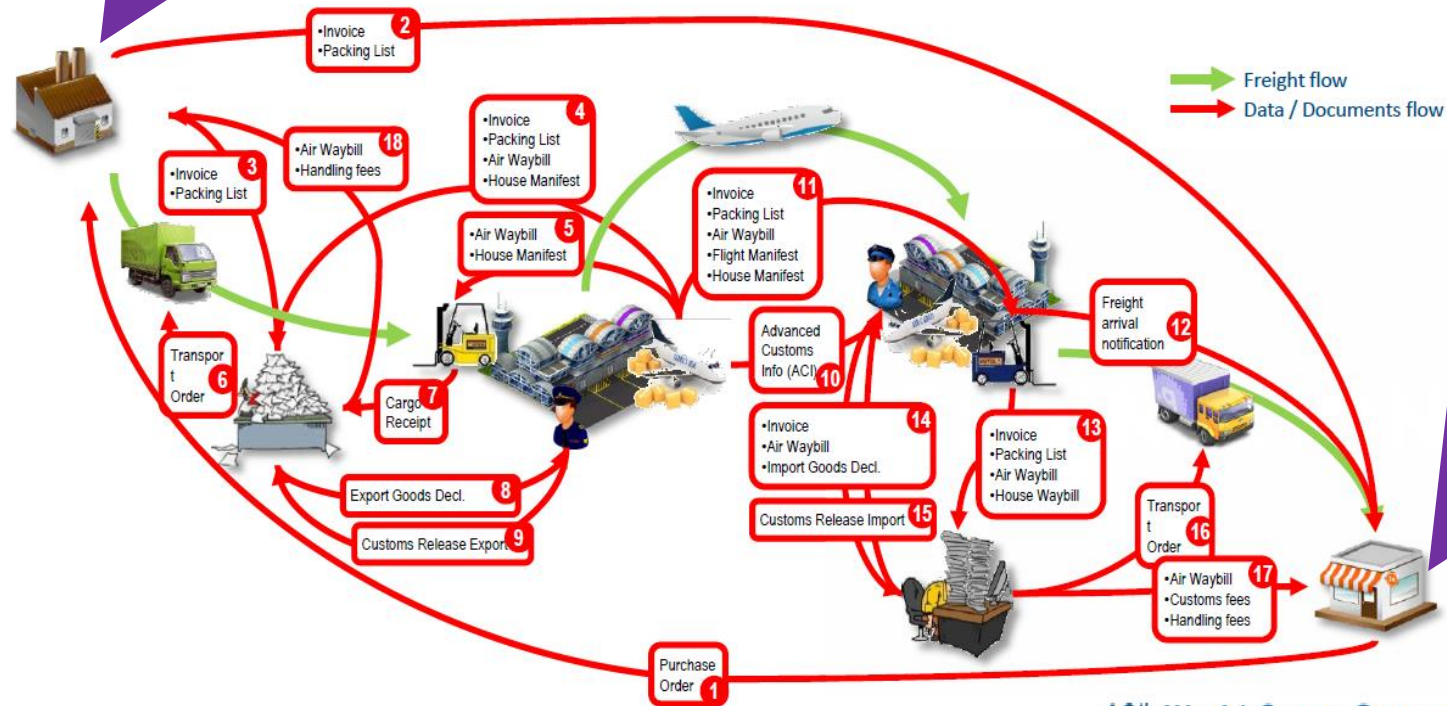 •Invoice
•Packing List
2
Freight flow
Data / Documents flow
•Invoice
•Packing List
•Air Waybill
•House Manifest
4
•Air Waybill
•Handling fees
18
•Invoice
•Packing List
3
•Invoice
•Packing List
•Air Waybill
•Flight Manifest
•House Manifest
11
•Air Waybill
•House Manifest
5
Freight
arrival
notification
12
Advanced
Customs
Info (ACI)
10
Transpor
t
Order
6
Cargo
Receipt
7
•Invoice
•Air Waybill
•Import Goods Decl.
14
•Invoice
•Packing List
•Air Waybill
•House Waybill
13
Export Goods Decl.
8
Customs Release Import
15
Customs Release Export
9
Transpor
t
Order
16
•Air Waybill
•Customs fees
•Handling fees
17
Purchase
Order
1